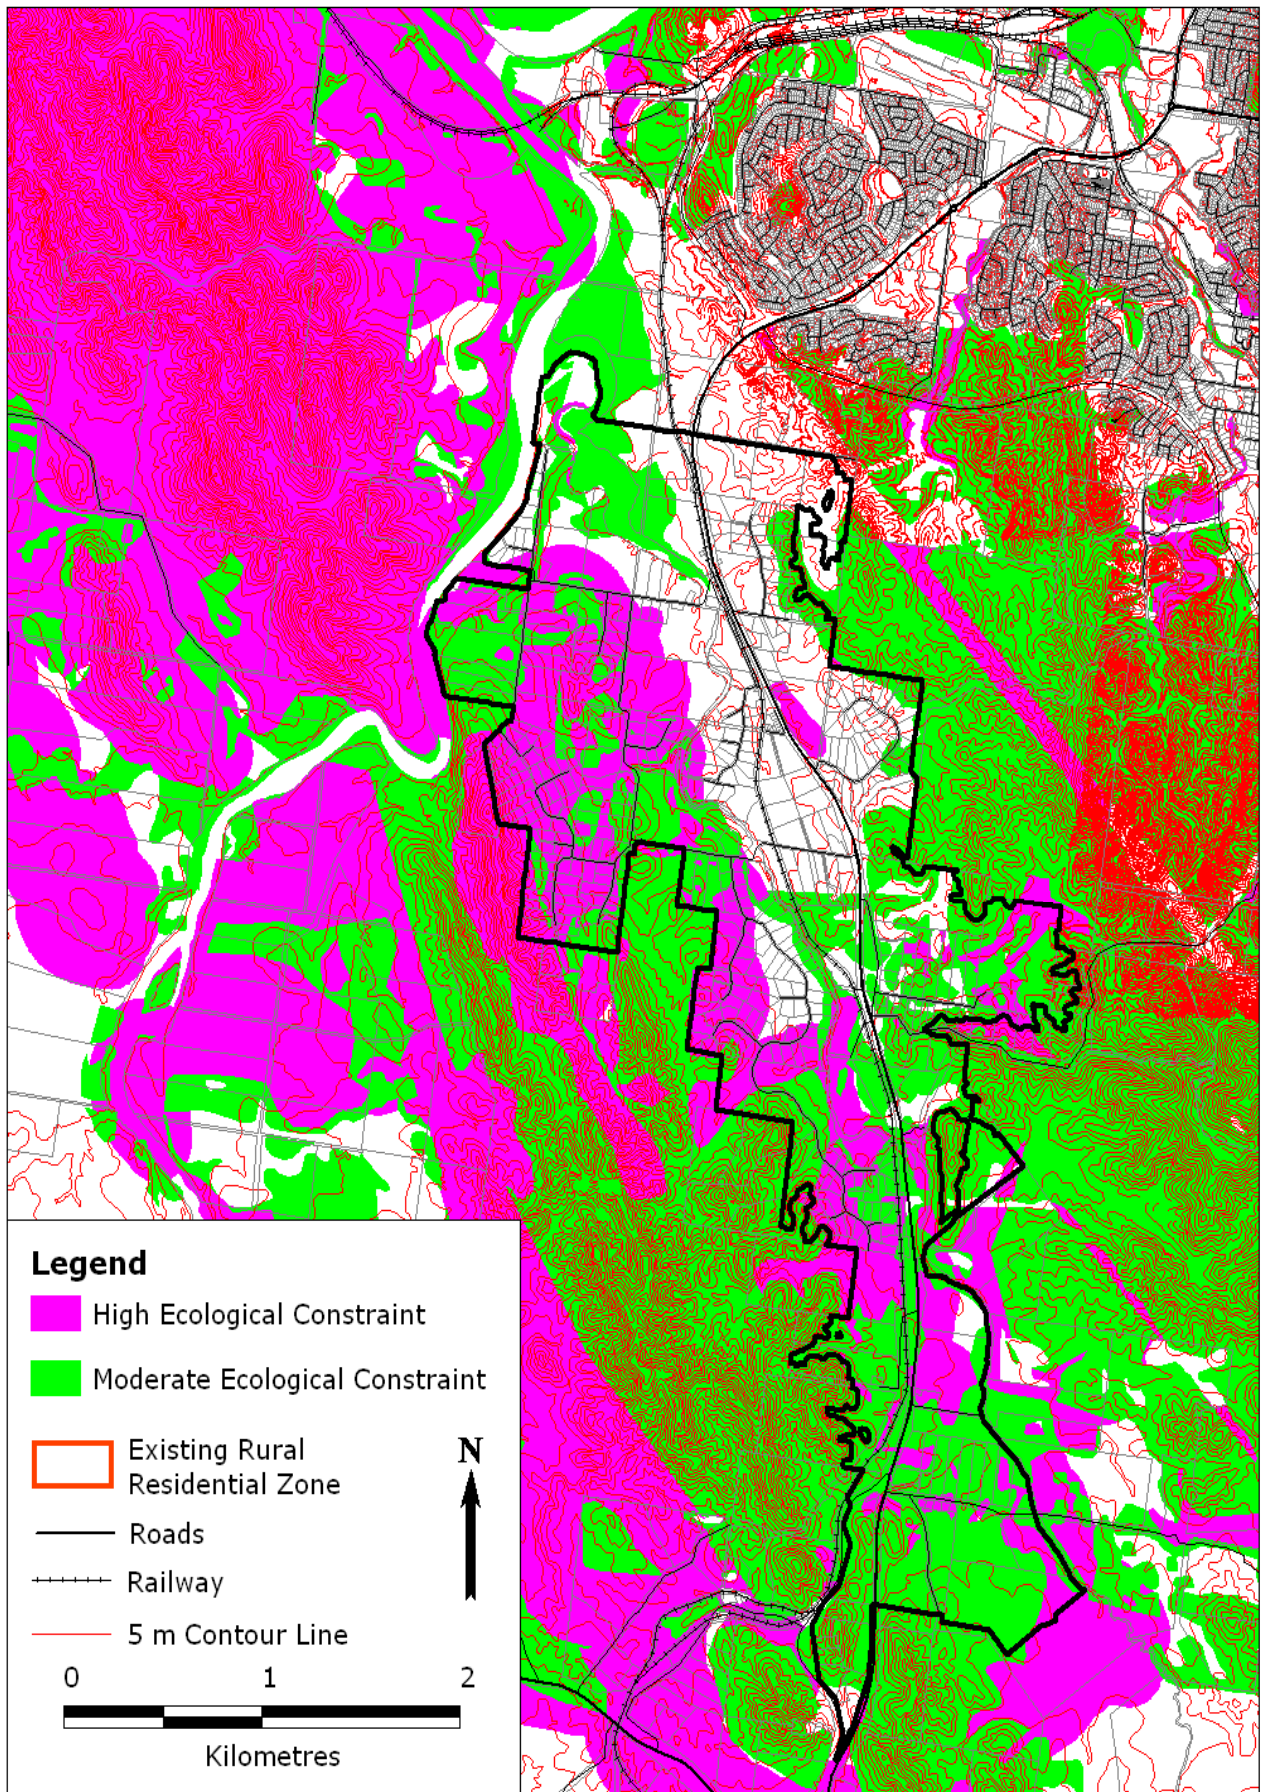 Legend
High Ecological Constraint
Moderate Ecological Constraint
Existing Rural
Residential Zone
N
Roads
Railway
5 m Contour Line
0 1 2
Kilometres